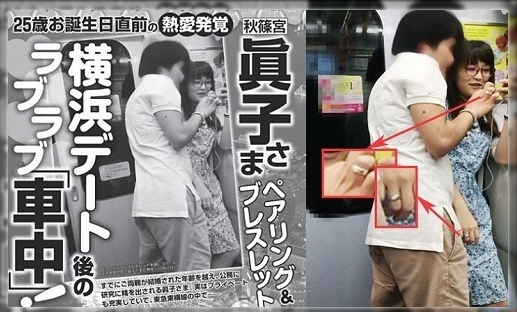 25歳お誕生日直前の熱愛発覚
秋篠宮
眞子さま
ペアリング&
ブレスレット
横浜デート後の
ラブラブ「車中」!
すでにご両親が結婚された年齢を越え、公務に
研究に精を出される眞子さま。実はプライベート
も充実していて、東急東横線の中で──